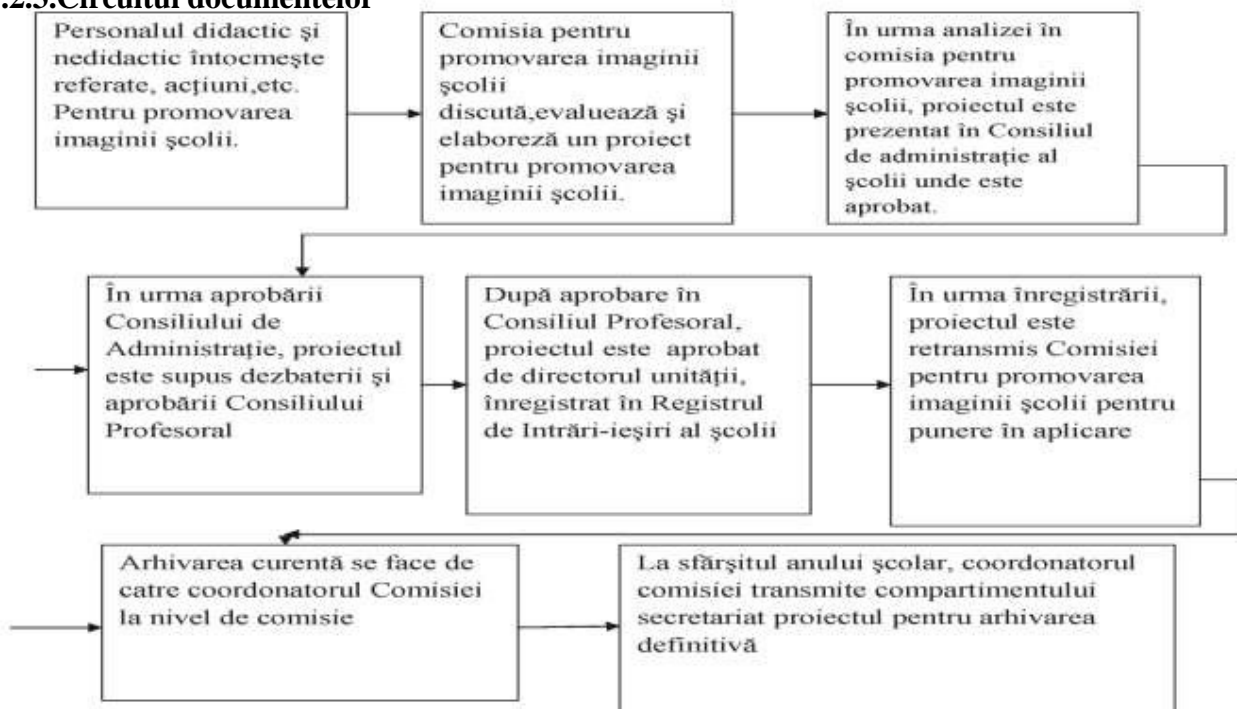 .2.3.Circuitul documentelor
Personalul didactic şi
nedidactic întocmeşte
referate, acţiuni,etc.
Pentru promovarea
imaginii şcolii.
Comisia pentru
promovarea imaginii
şcolii
discută,evaluează şi
elaboreză un proiect
pentru promovarea
imaginii şcolii.
În urma analizei în
comisia pentru
promovarea imaginii
şcolii, proiectul este
prezentat în Consiliul
de administraţie al
şcolii unde este
aprobat.
În urma aprobării
Consiliului de
Administraţie, proiectul
este supus dezbaterii şi
aprobării Consiliului
Profesoral
După aprobare în
Consiliul Profesoral,
proiectul este aprobat
de directorul unităţii,
înregistrat în Registrul
de Intrări-ieşiri al şcolii
În urma înregistrării,
proiectul este
retransmis Comisiei
pentru promovarea
imaginii şcolii pentru
punere în aplicare
Arhivarea curentă se face de
catre coordonatorul Comisiei
la nivel de comisie
La sfârşitul anului şcolar, coordonatorul
comisiei transmite compartimentului
secretariat proiectul pentru arhivarea
definitivă